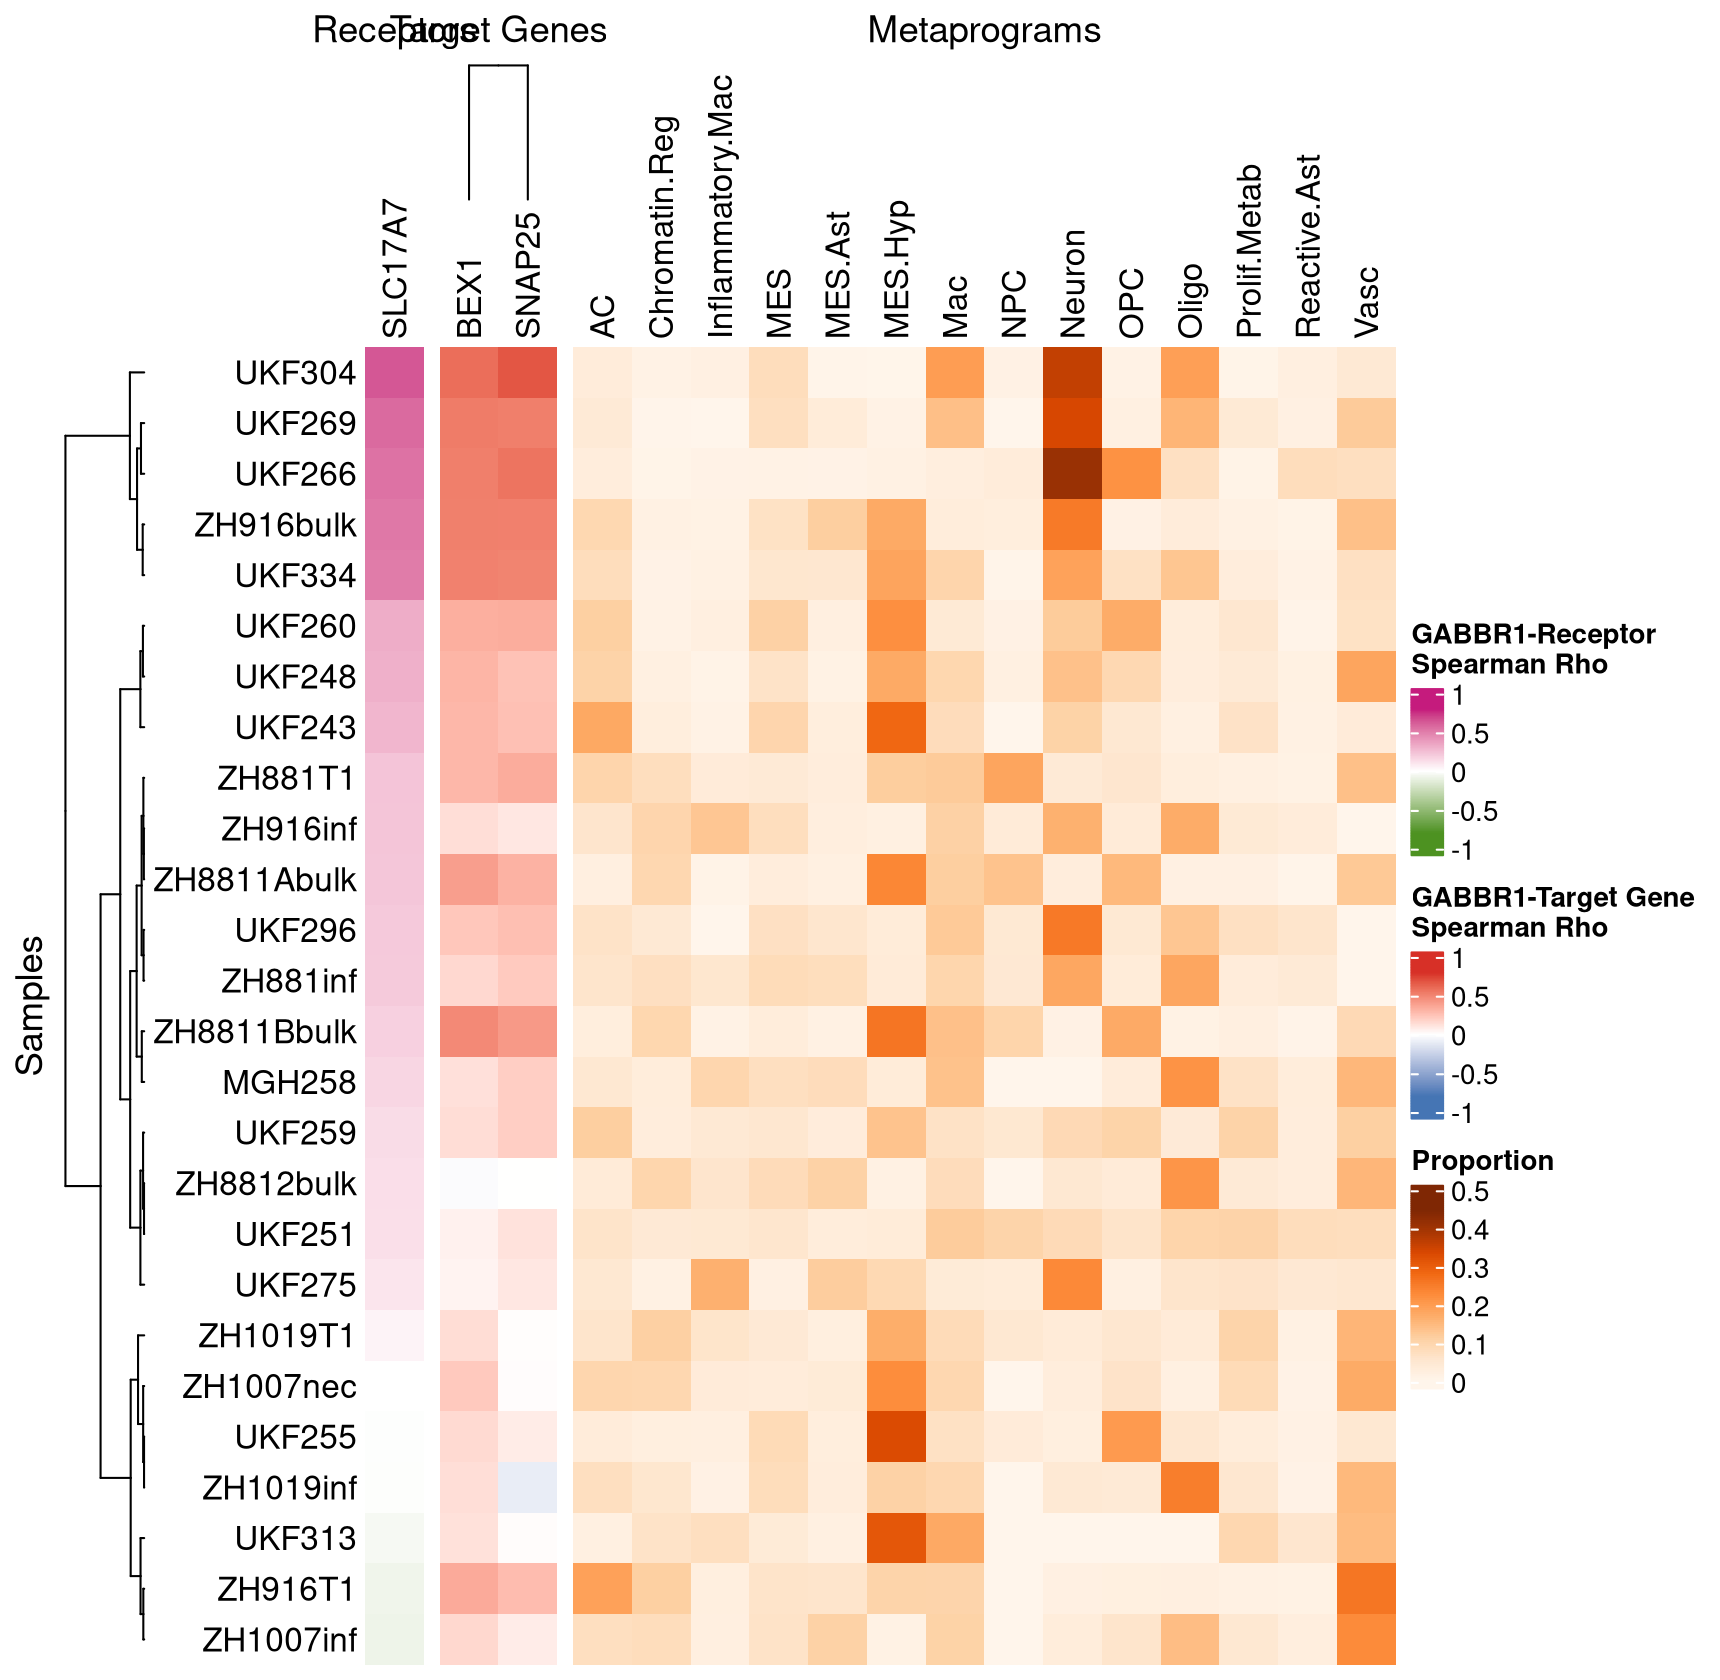 Receptors Target Genes Metaprograms
SLC17A7
BEX1
SNAP25
AC
Chromatin.Reg
Inflammatory.Mac
MES
MES.Ast
MES.Hyp
Mac
NPC
Neuron
OPC
Oligo
Prolif.Metab
Reactive.Ast
Vasc
Samples
UKF304
UKF269
UKF266
ZH916bulk
UKF334
UKF260
UKF248
UKF243
ZH881T1
ZH916inf
ZH8811Abulk
UKF296
ZH881inf
ZH8811Bbulk
MGH258
UKF259
ZH8812bulk
UKF251
UKF275
ZH1019T1
ZH1007nec
UKF255
ZH1019inf
UKF313
ZH916T1
ZH1007inf
GABBR1-Receptor
Spearman Rho
1
0.5
0
-0.5
-1
GABBR1-Target Gene
Spearman Rho
1
0.5
0
-0.5
-1
Proportion
0.5
0.4
0.3
0.2
0.1
0